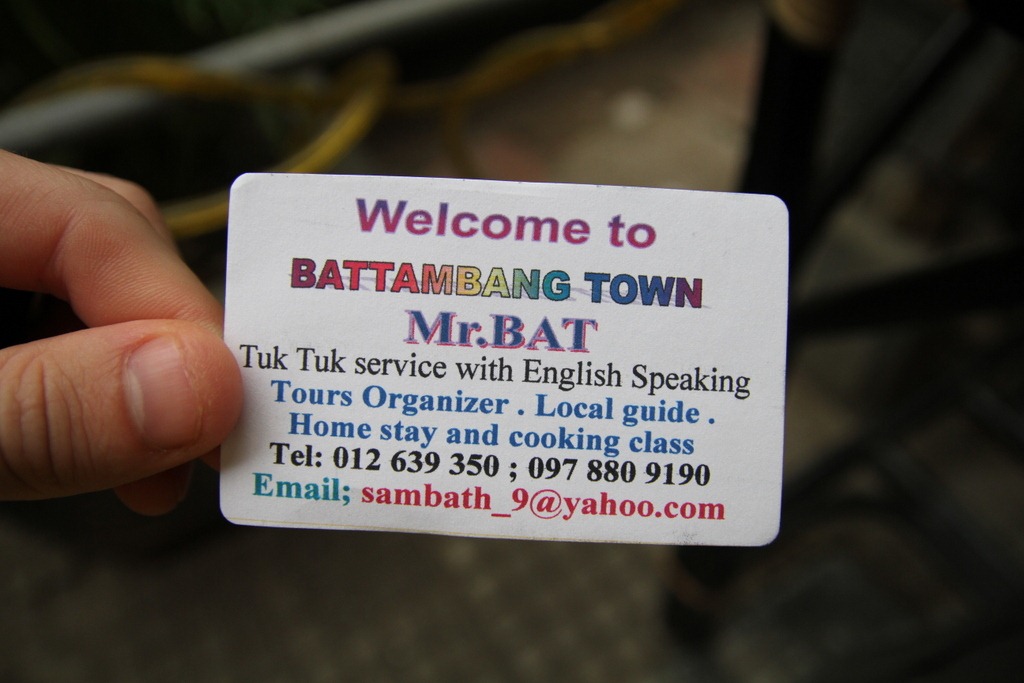 Welcome to
BATTAMBANG TOWN
Mr.BAT
Tuk Tuk service with English Speaking
Tours Organizer . Local guide .
Home stay and cooking class
Tel: 012 639 350 ; 097 880 9190
Email; sambath_9@yahoo.com